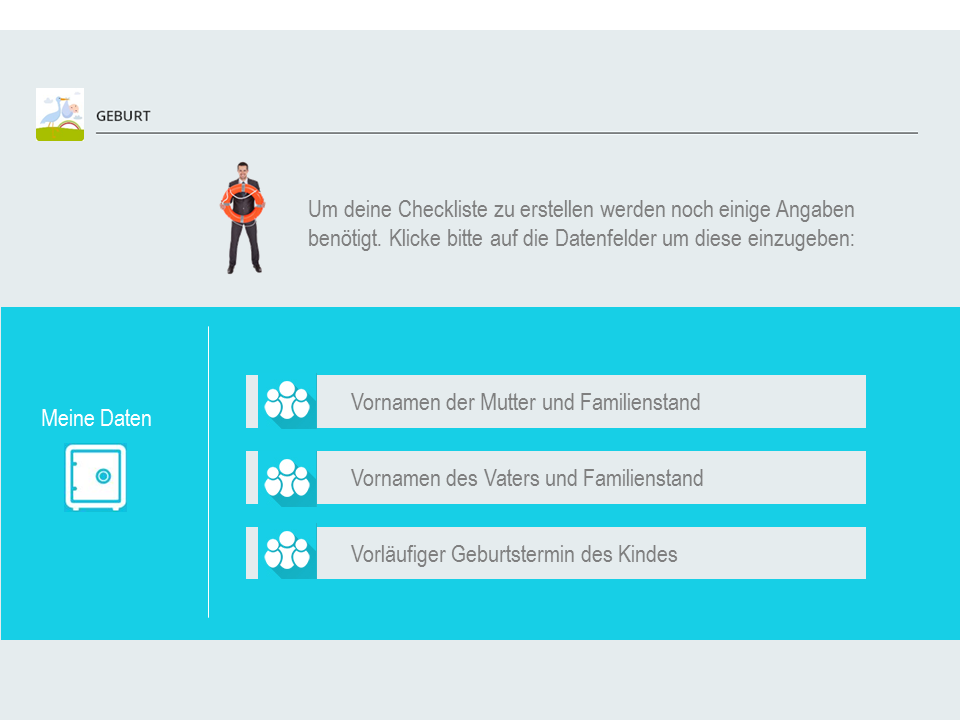 GEBURT
Um deine Checkliste zu erstellen werden noch einige Angaben
benötigt. Klicke bitte auf die Datenfelder um diese einzugeben:
Meine Daten
Vornamen der Mutter und Familienstand
Vornamen des Vaters und Familienstand
Vorläufiger Geburtstermin des Kindes